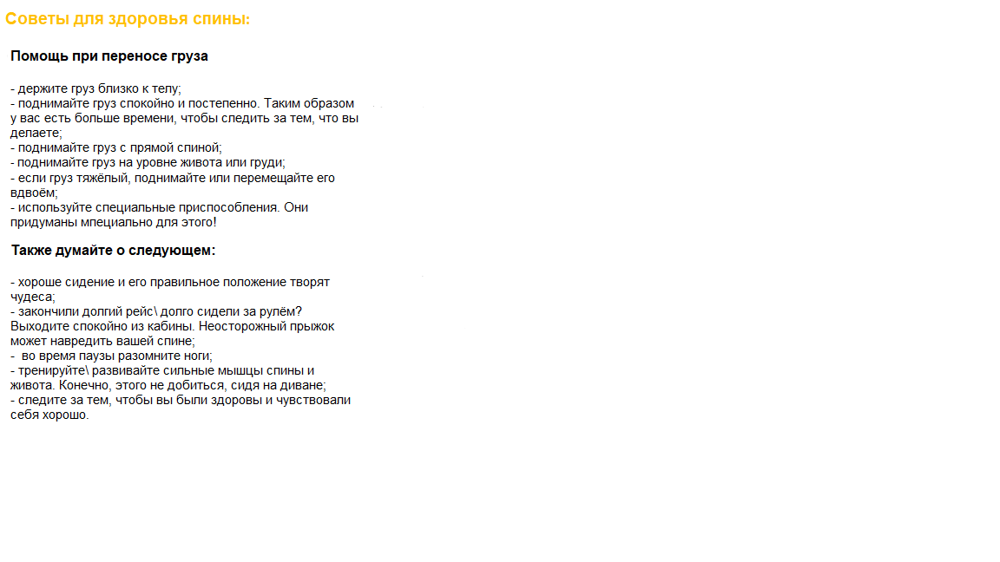 Советы для здоровья спины:
Помощь при переносе груза
- держите груз близко к телу;
- поднимайте груз спокойно и постепенно. Таким образом
у вас есть больше времени, чтобы следить за тем, что вы
делаете;
- поднимайте груз с прямой спиной;
- поднимайте груз на уровне живота или груди;
- если груз тяжёлый, поднимайте или перемещайте его
вдвоём;
- используйте специальные приспособления. Они
придуманы мпециально для этого!
Также думайте о следующем:
- хороше сидение и его правильное положение творят
чудеса;
- закончили долгий рейс\ долго сидели за рулём?
Выходите спокойно из кабины. Неосторожный прыжок
может навредить вашей спине;
-  во время паузы разомните ноги;
- тренируйте\ развивайте сильные мышцы спины и
живота. Конечно, этого не добиться, сидя на диване;
- следите за тем, чтобы вы были здоровы и чувствовали
себя хорошо.